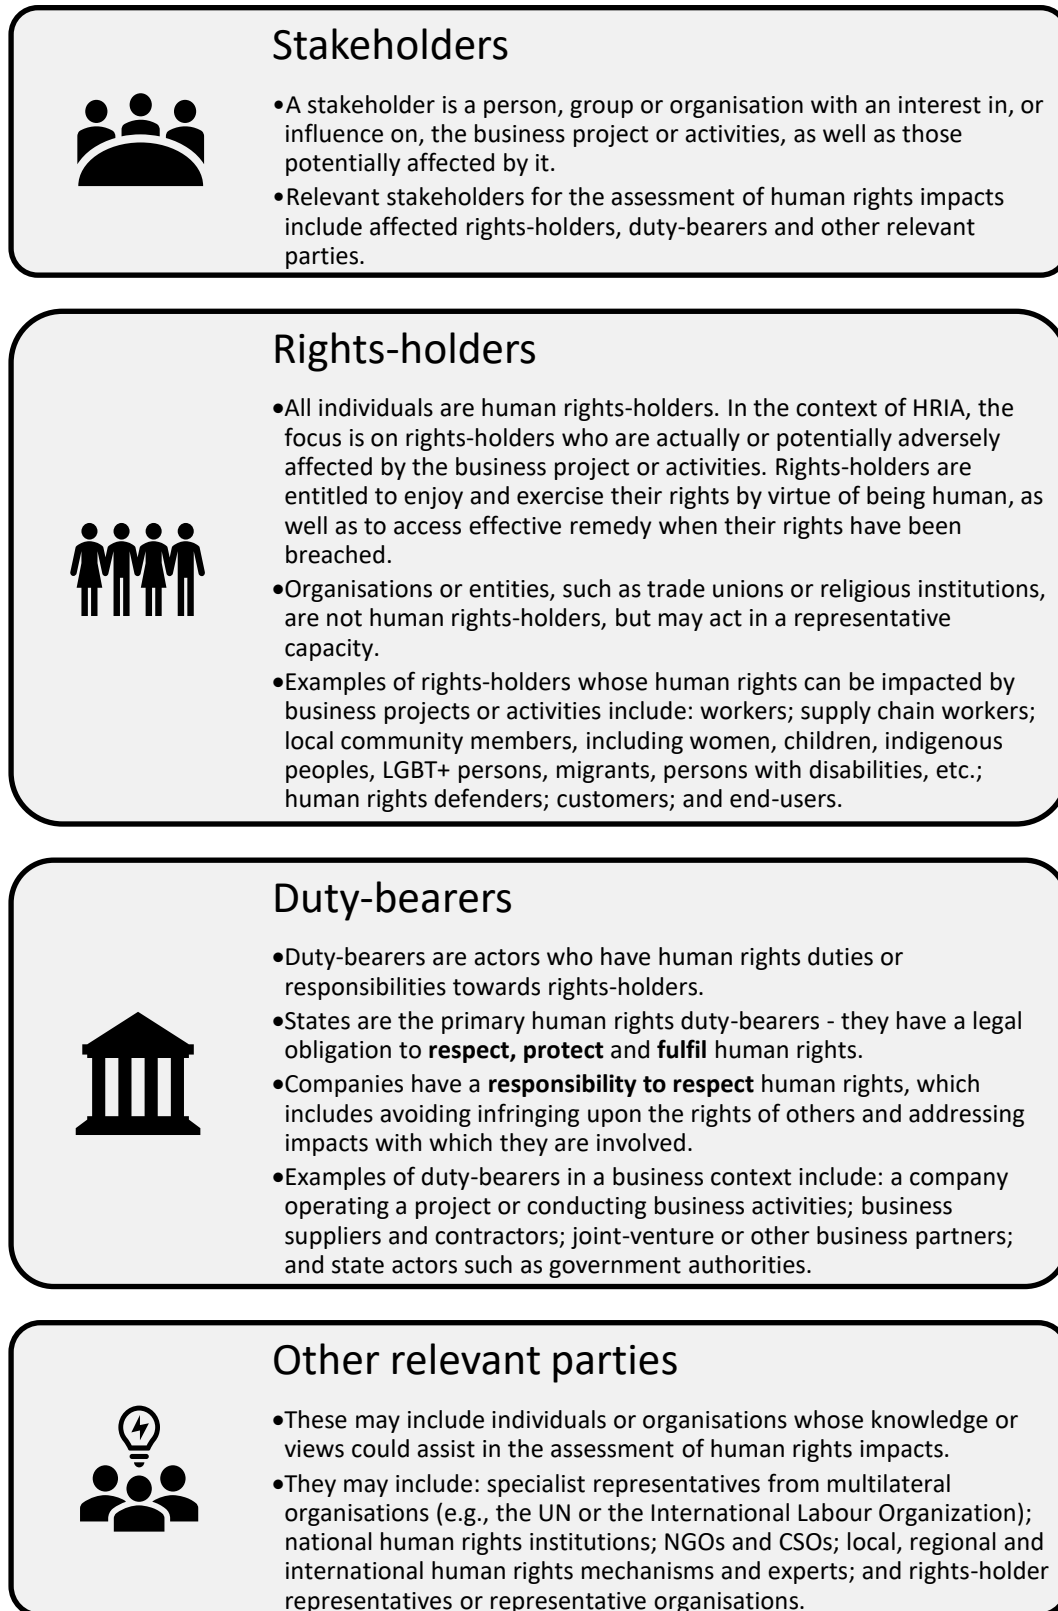 Stakeholders
•A stakeholder is a person, group or organisation with an interest in, or
influence on, the business project or activities, as well as those
potentially affected by it.
•Relevant stakeholders for the assessment of human rights impacts
include affected rights-holders, duty-bearers and other relevant
parties.
Rights-holders
•All individuals are human rights-holders. In the context of HRIA, the
focus is on rights-holders who are actually or potentially adversely
affected by the business project or activities. Rights-holders are
entitled to enjoy and exercise their rights by virtue of being human, as
well as to access effective remedy when their rights have been
breached.
•Organisations or entities, such as trade unions or religious institutions,
are not human rights-holders, but may act in a representative
capacity.
•Examples of rights-holders whose human rights can be impacted by
business projects or activities include: workers; supply chain workers;
local community members, including women, children, indigenous
peoples, LGBT+ persons, migrants, persons with disabilities, etc.;
human rights defenders; customers; and end-users.
Duty-bearers
•Duty-bearers are actors who have human rights duties or
responsibilities towards rights-holders.
•States are the primary human rights duty-bearers - they have a legal
obligation to respect, protect and fulfil human rights.
•Companies have a responsibility to respect human rights, which
includes avoiding infringing upon the rights of others and addressing
impacts with which they are involved.
•Examples of duty-bearers in a business context include: a company
operating a project or conducting business activities; business
suppliers and contractors; joint-venture or other business partners;
and state actors such as government authorities.
Other relevant parties
•These may include individuals or organisations whose knowledge or
views could assist in the assessment of human rights impacts.
•They may include: specialist representatives from multilateral
organisations (e.g., the UN or the International Labour Organization);
national human rights institutions; NGOs and CSOs; local, regional and
international human rights mechanisms and experts; and rights-holder
representatives or representative organisations.